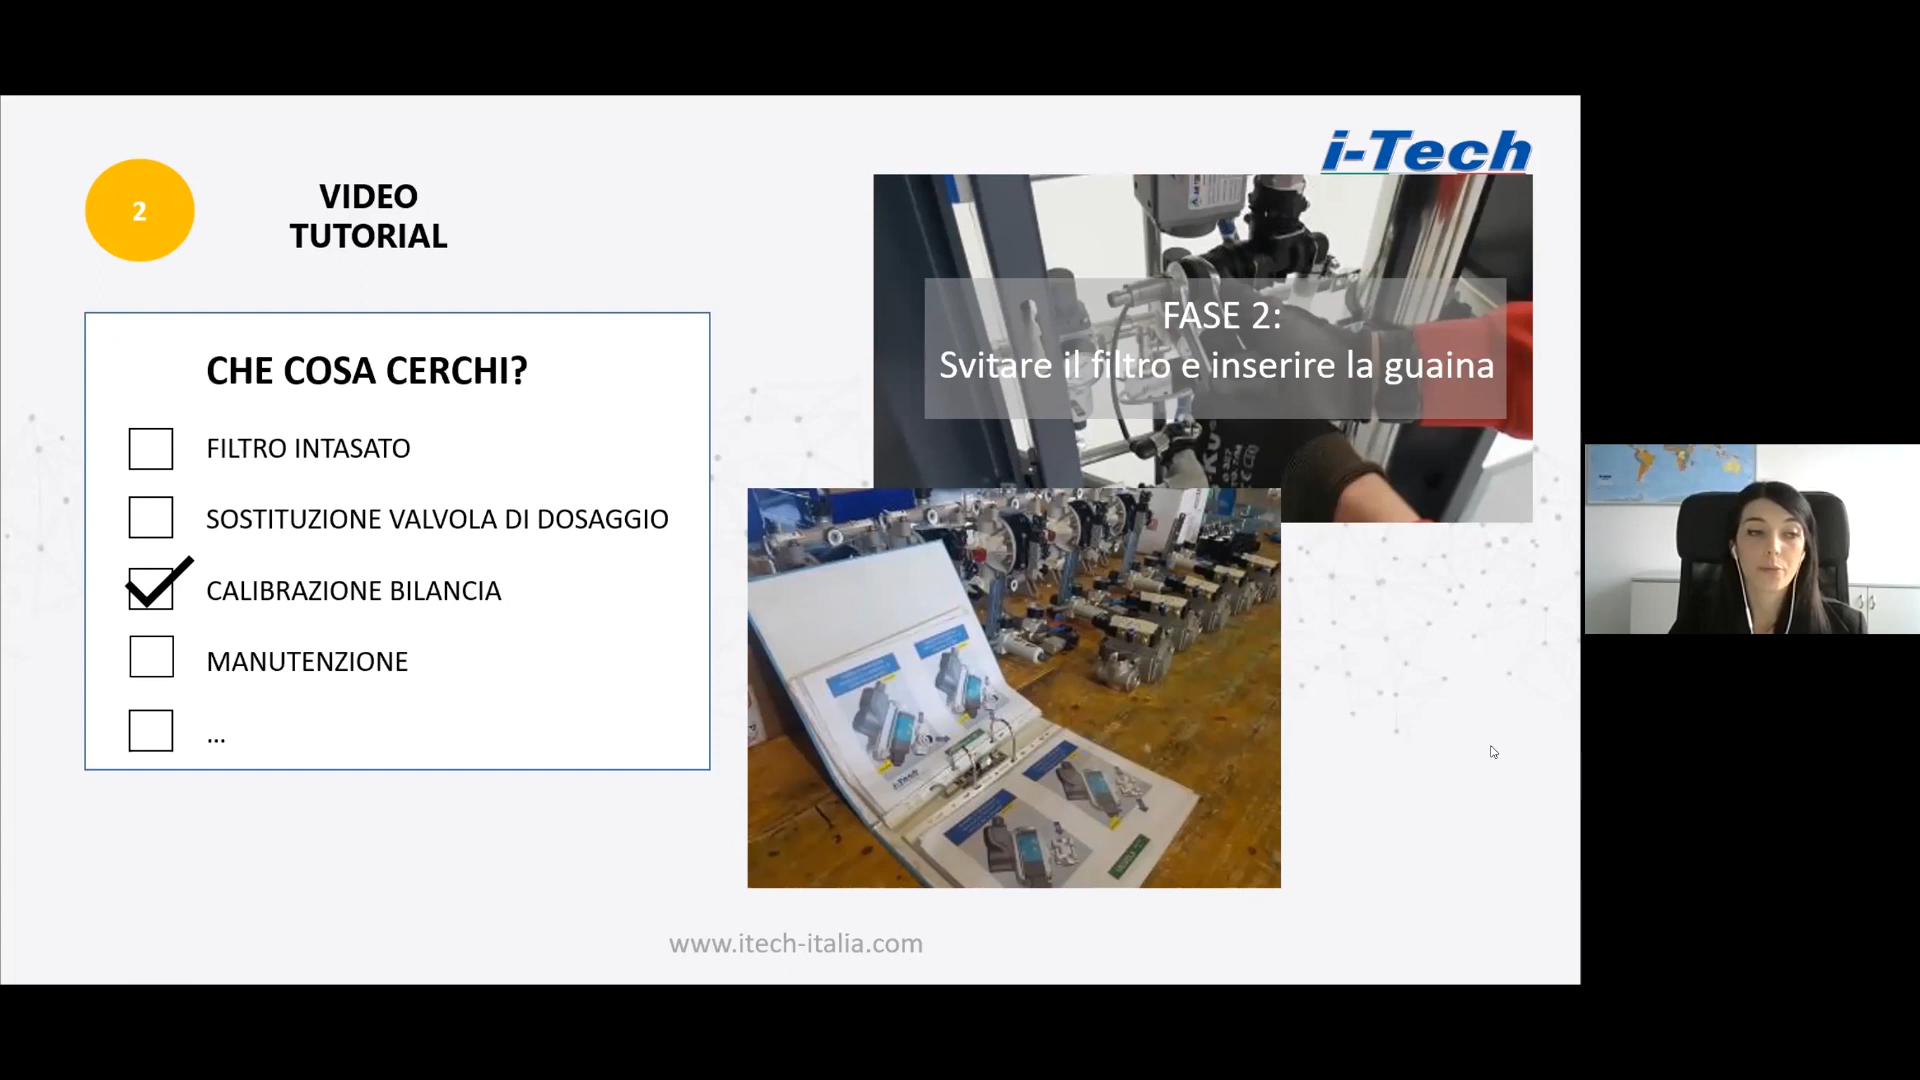 i-Tech
2
VIDEO
TUTORIAL
CHE COSA CERCHI?
FILTRO INTASATO
SOSTITUZIONE VALVOLA DI DOSAGGIO
CALIBRAZIONE BILANCIA
MANUTENZIONE
...
FASE 2:
Svitare il filtro e inserire la guaina
i-Tech
www.itech-italia.com